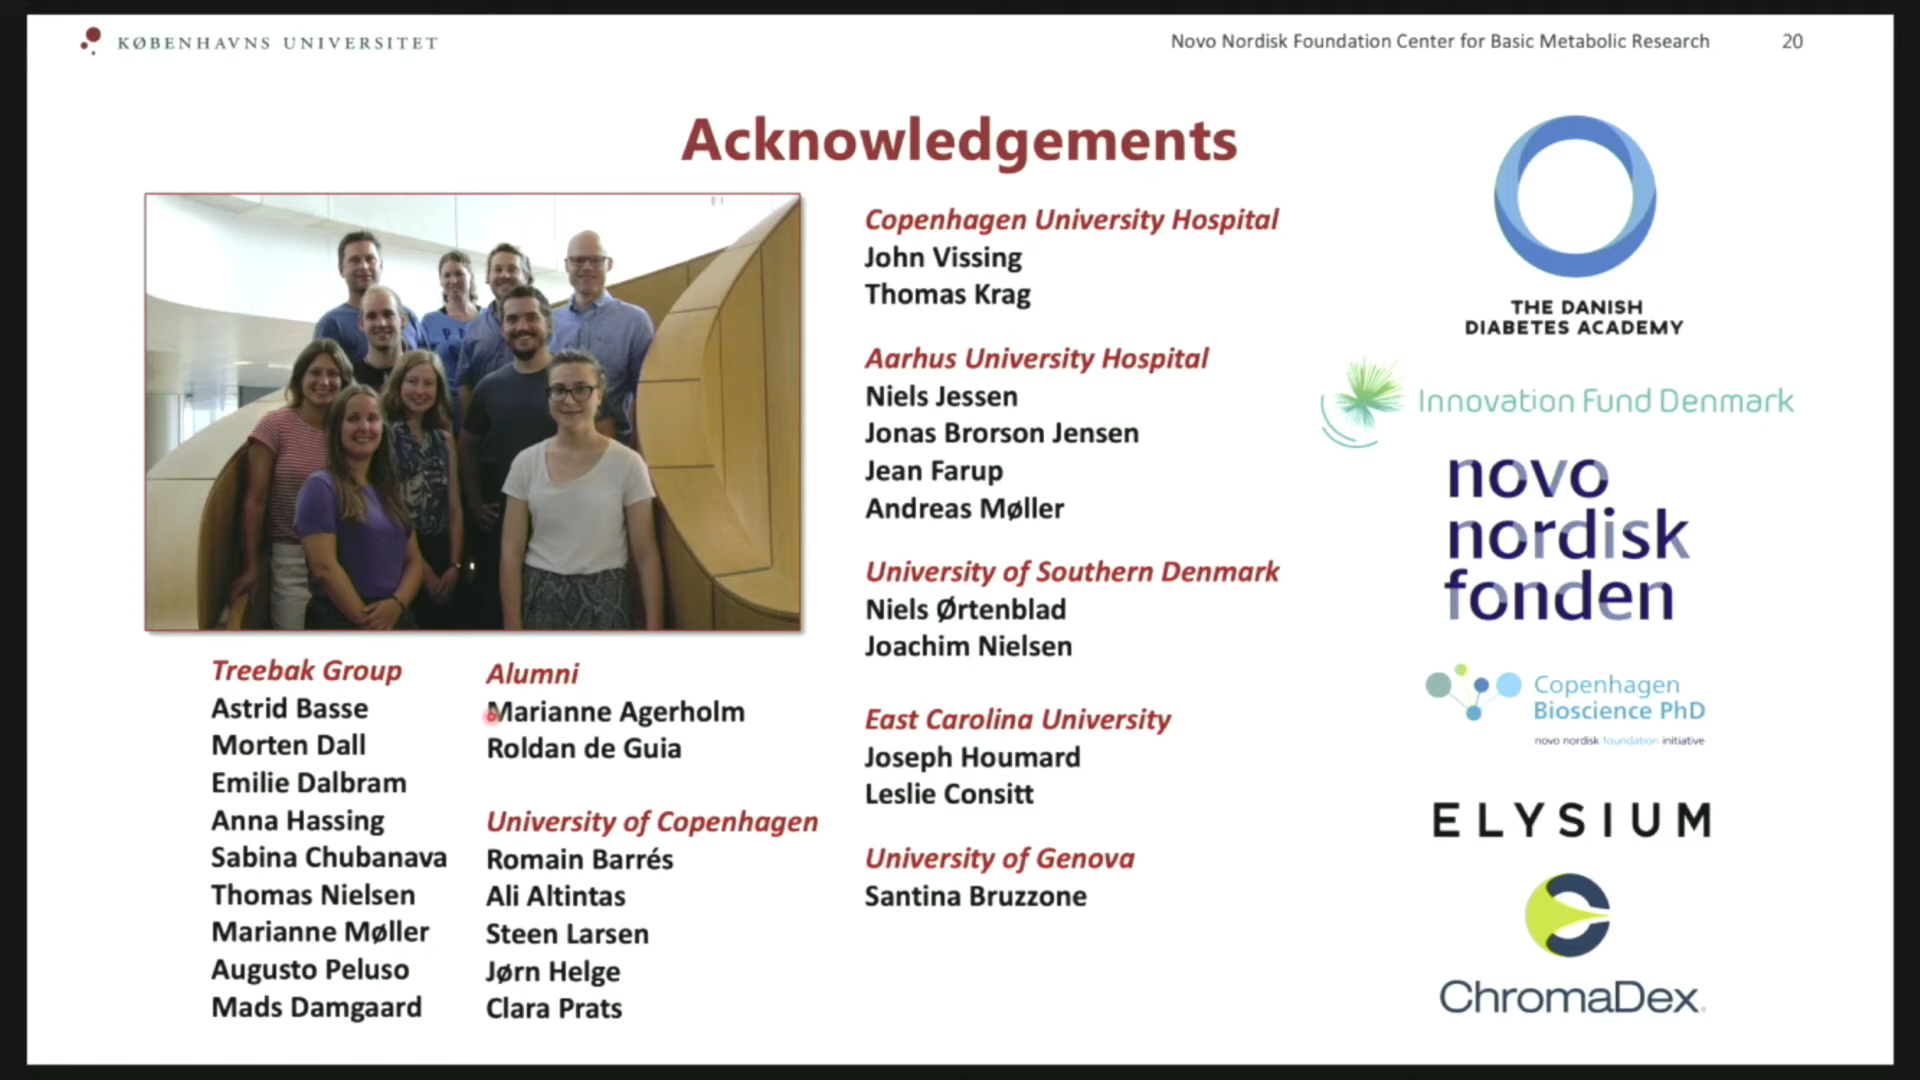 KØBENHAVNS UNIVERSITET
Novo Nordisk Foundation Center for Basic Metabolic Research
20
Acknowledgements
Treebak Group
Astrid Basse
Morten Dall
Emilie Dalbram
Anna Hassing
Sabina Chubanava
Thomas Nielsen
Marianne Møller
Augusto Peluso
Mads Damgaard
Alumni
Marianne Agerholm
Roldan de Guia
University of Copenhagen
Romain Barrés
Ali Altintas
Steen Larsen
Jørn Helge
Clara Prats
Copenhagen University Hospital
John Vissing
Thomas Krag
Aarhus University Hospital
Niels Jessen
Jonas Brorson Jensen
Jean Farup
Andreas Møller
University of Southern Denmark
Niels Ørtenblad
Joachim Nielsen
East Carolina University
Joseph Houmard
Leslie Consitt
University of Genova
Santina Bruzzone
THE DANISH
DIABETES ACADEMY
Innovation Fund Denmark
novo
nordisk
fonden
Copenhagen
Bioscience PhD
novo nordisk foundation initiative
ELYSIUM
ChromaDex